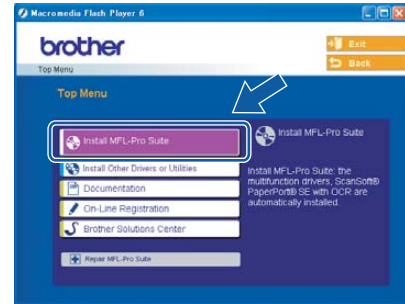 Macromedia Flash Player 6
brother
Exit
Back
Top Menu
Top Menu
Install MFL-Pro Suite
Install Other Drivers or Utilities
Documentation
On-Line Registration
Brother Solutions Center
Repair MFL-Pro Suite
Install MFL-Pro Suite
Install MFL-Pro Suite: the
multifunction drivers, ScanSoft®
PaperPort® SE with OCR are
automatically installed.